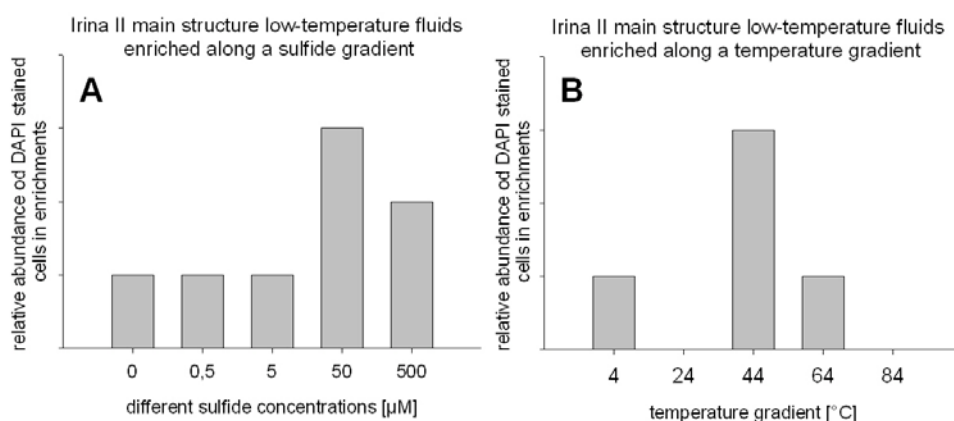 Irina II main structure low-temperature fluids
enriched along a sulfide gradient
A
relative abundance od DAPI stained
cells in enrichments
0 0,5 5 50 500
different sulfide concentrations [µM]
Irina II main structure low-temperature fluids
enriched along a temperature gradient
B
relative abundance od DAPI stained
cells in enrichments
4 24 44 64 84
temperature gradient [°C]